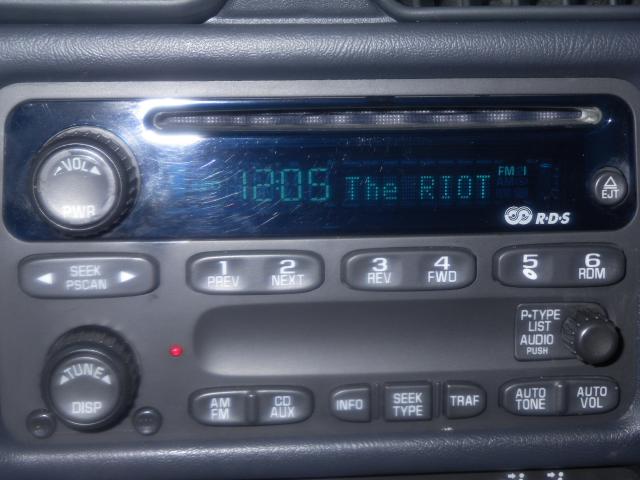 VOL
PWR
12:05 The RIOT FM 1
EJT
R·D·S
SEEK
PSCAN
1
PREV
2
NEXT
3
REV
4
FWD
5
6
RDM
P-TYPE
LIST
AUDIO
PUSH
TUNE
DISP
AM
FM
CD
AUX
INFO
SEEK
TYPE
TRAF
AUTO
TONE
AUTO
VOL